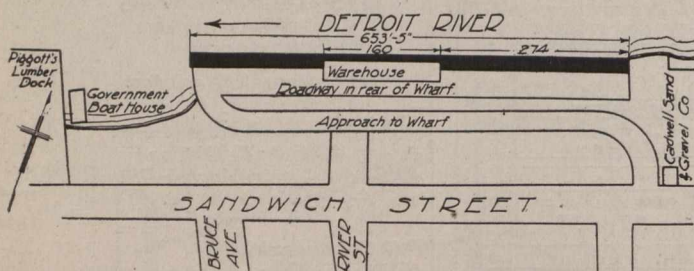 DETROIT RIVER
653'-5"
160
274
Piggott's
Lumber
Dock
Government
Boat House
Warehouse
Roadway in rear of Wharf.
Approach to Wharf
Cadwell Sand
& Gravel Co
SANDWICH STREET
BRUCE
AVE
RIVER
ST